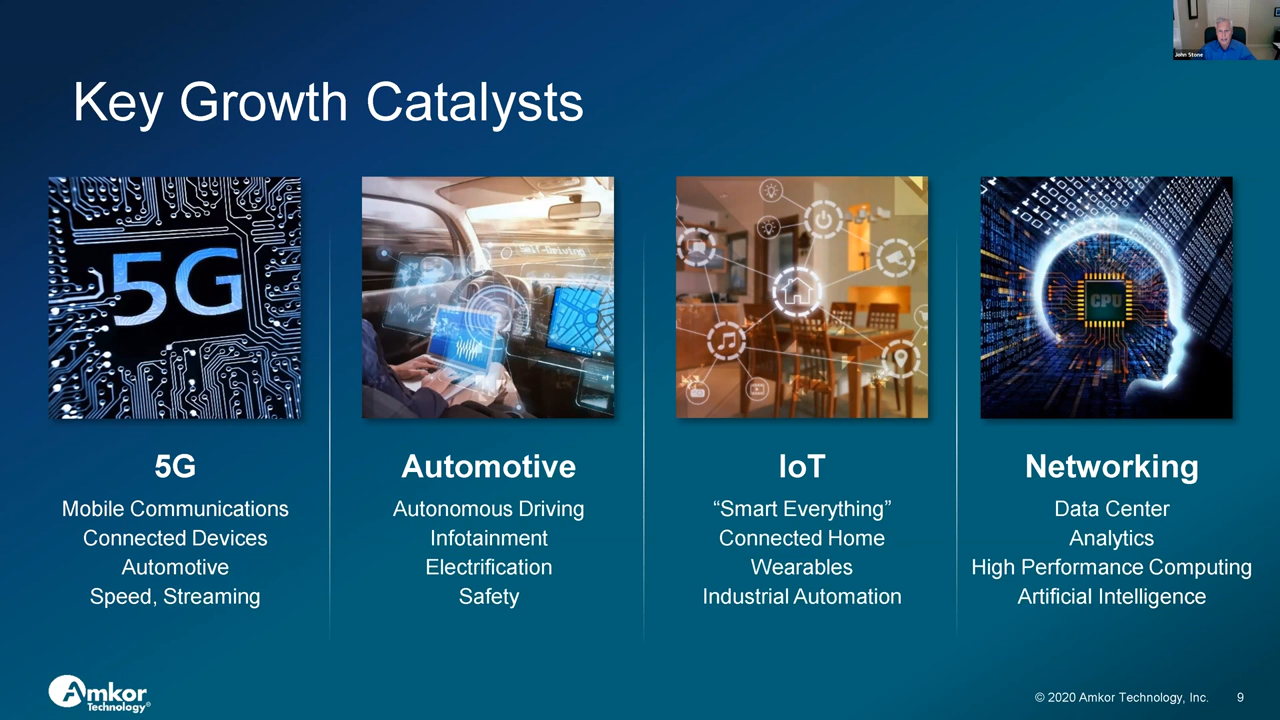 John Stone
Key Growth Catalysts
5G
Self-Driving
CPU
5G
Mobile Communications
Connected Devices
Automotive
Speed, Streaming
Automotive
Autonomous Driving
Infotainment
Electrification
Safety
IoT
“Smart Everything”
Connected Home
Wearables
Industrial Automation
Networking
Data Center
Analytics
High Performance Computing
Artificial Intelligence
Amkor
Technology®
© 2020 Amkor Technology, Inc.
9